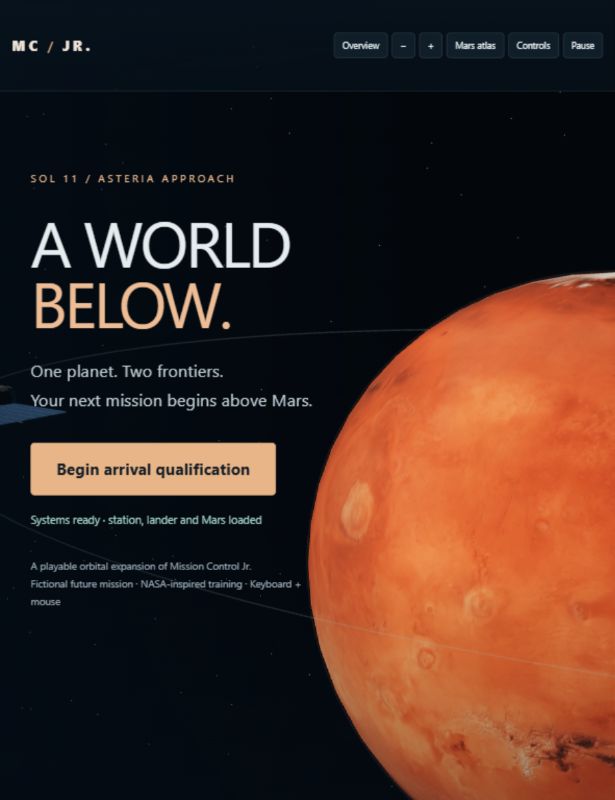 MC / JR.
Overview
−
+
Mars atlas
Controls
Pause
SOL 11 / ASTERIA APPROACH
A WORLD
BELOW.
One planet. Two frontiers.
Your next mission begins above Mars.
Begin arrival qualification
Systems ready · station, lander and Mars loaded
A playable orbital expansion of Mission Control Jr.
Fictional future mission · NASA-inspired training · Keyboard +
mouse